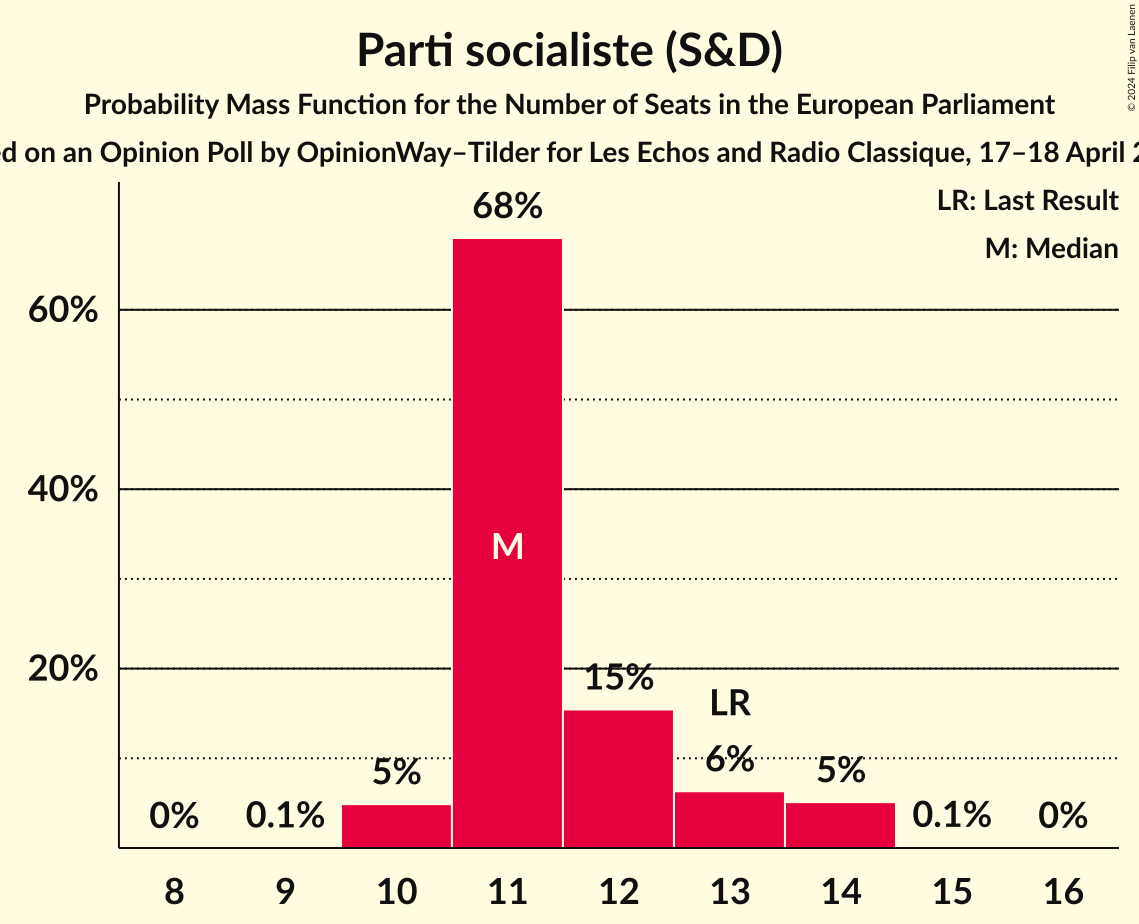 Parti socialiste (S&D)
Probability Mass Function for the Number of Seats in the European Parliament
on an Opinion Poll by OpinionWay–Tilder for Les Echos and Radio Classique, 17–18 April
© 2024 Filip van Laenen
LR: Last Result
M: Median
68%
60%
40%
M
20%
15%
LR
6%
5%
5%
0%
0.1%
0.1%
0%
8 9 10 11 12 13 14 15 16